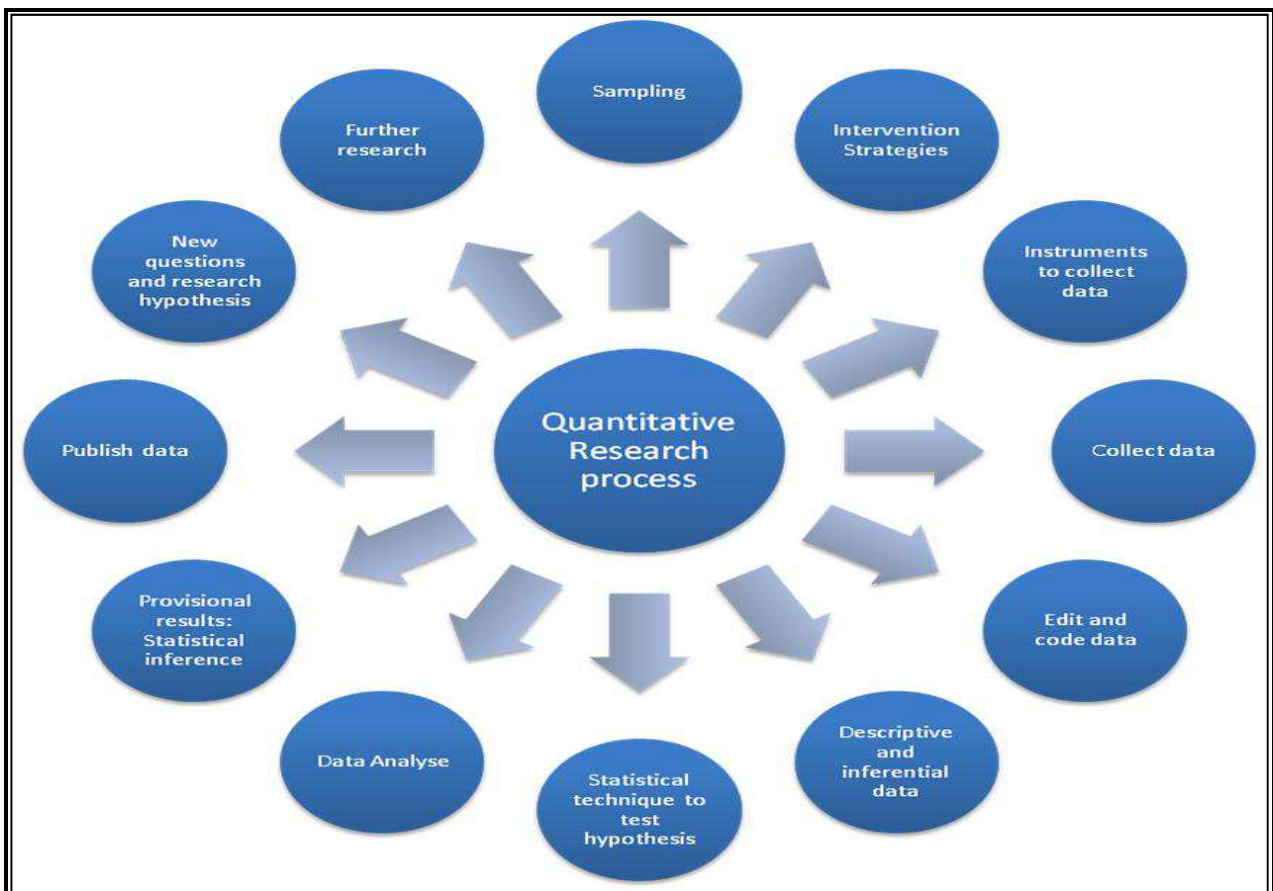 Sampling
Intervention
Strategies
Instruments
to collect
data
Collect data
Edit and
code data
Descriptive
and
inferential
data
Statistical
technique to
test
hypothesis
Data Analyse
Provisional
results:
Statistical
inference
Publish data
New
questions
and research
hypothesis
Further
research
Quantitative
Research
process